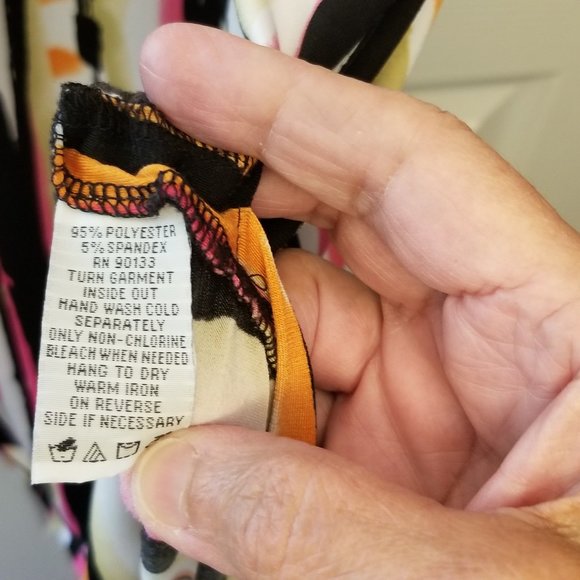 95% POLYESTER
5% SPANDEX
RN 90133
TURN GARMENT
INSIDE OUT
HAND WASH COLD
SEPARATELY
ONLY NON-CHLORINE
BLEACH WHEN NEEDED
HANG TO DRY
WARM IRON
ON REVERSE
SIDE IF NECESSARY